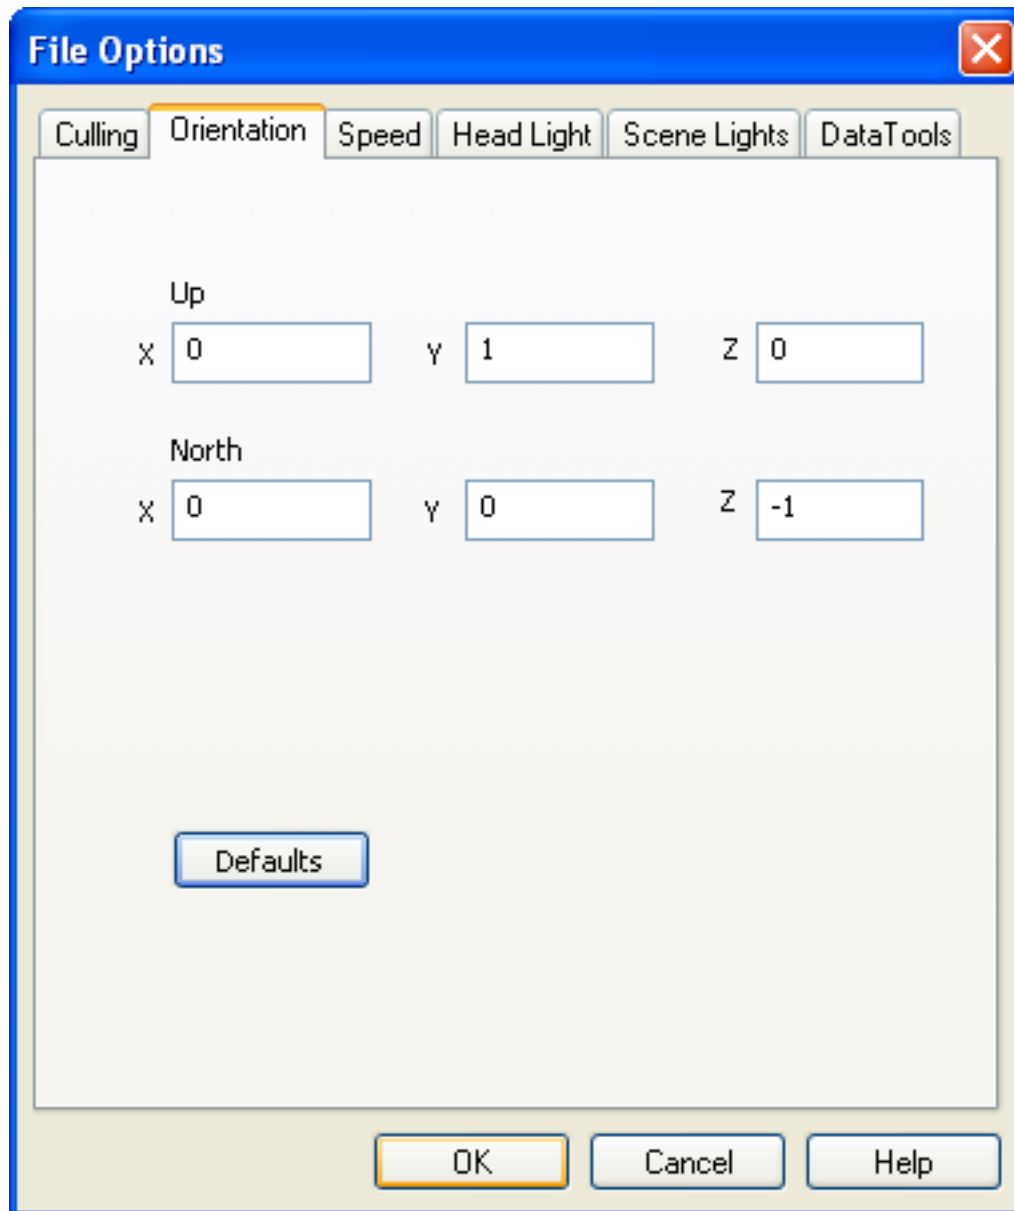 File Options
Culling Orientation Speed Head Light Scene Lights DataTools
Up
X 0 Y 1 Z 0
North
X 0 Y 0 Z -1
Defaults
OK Cancel Help